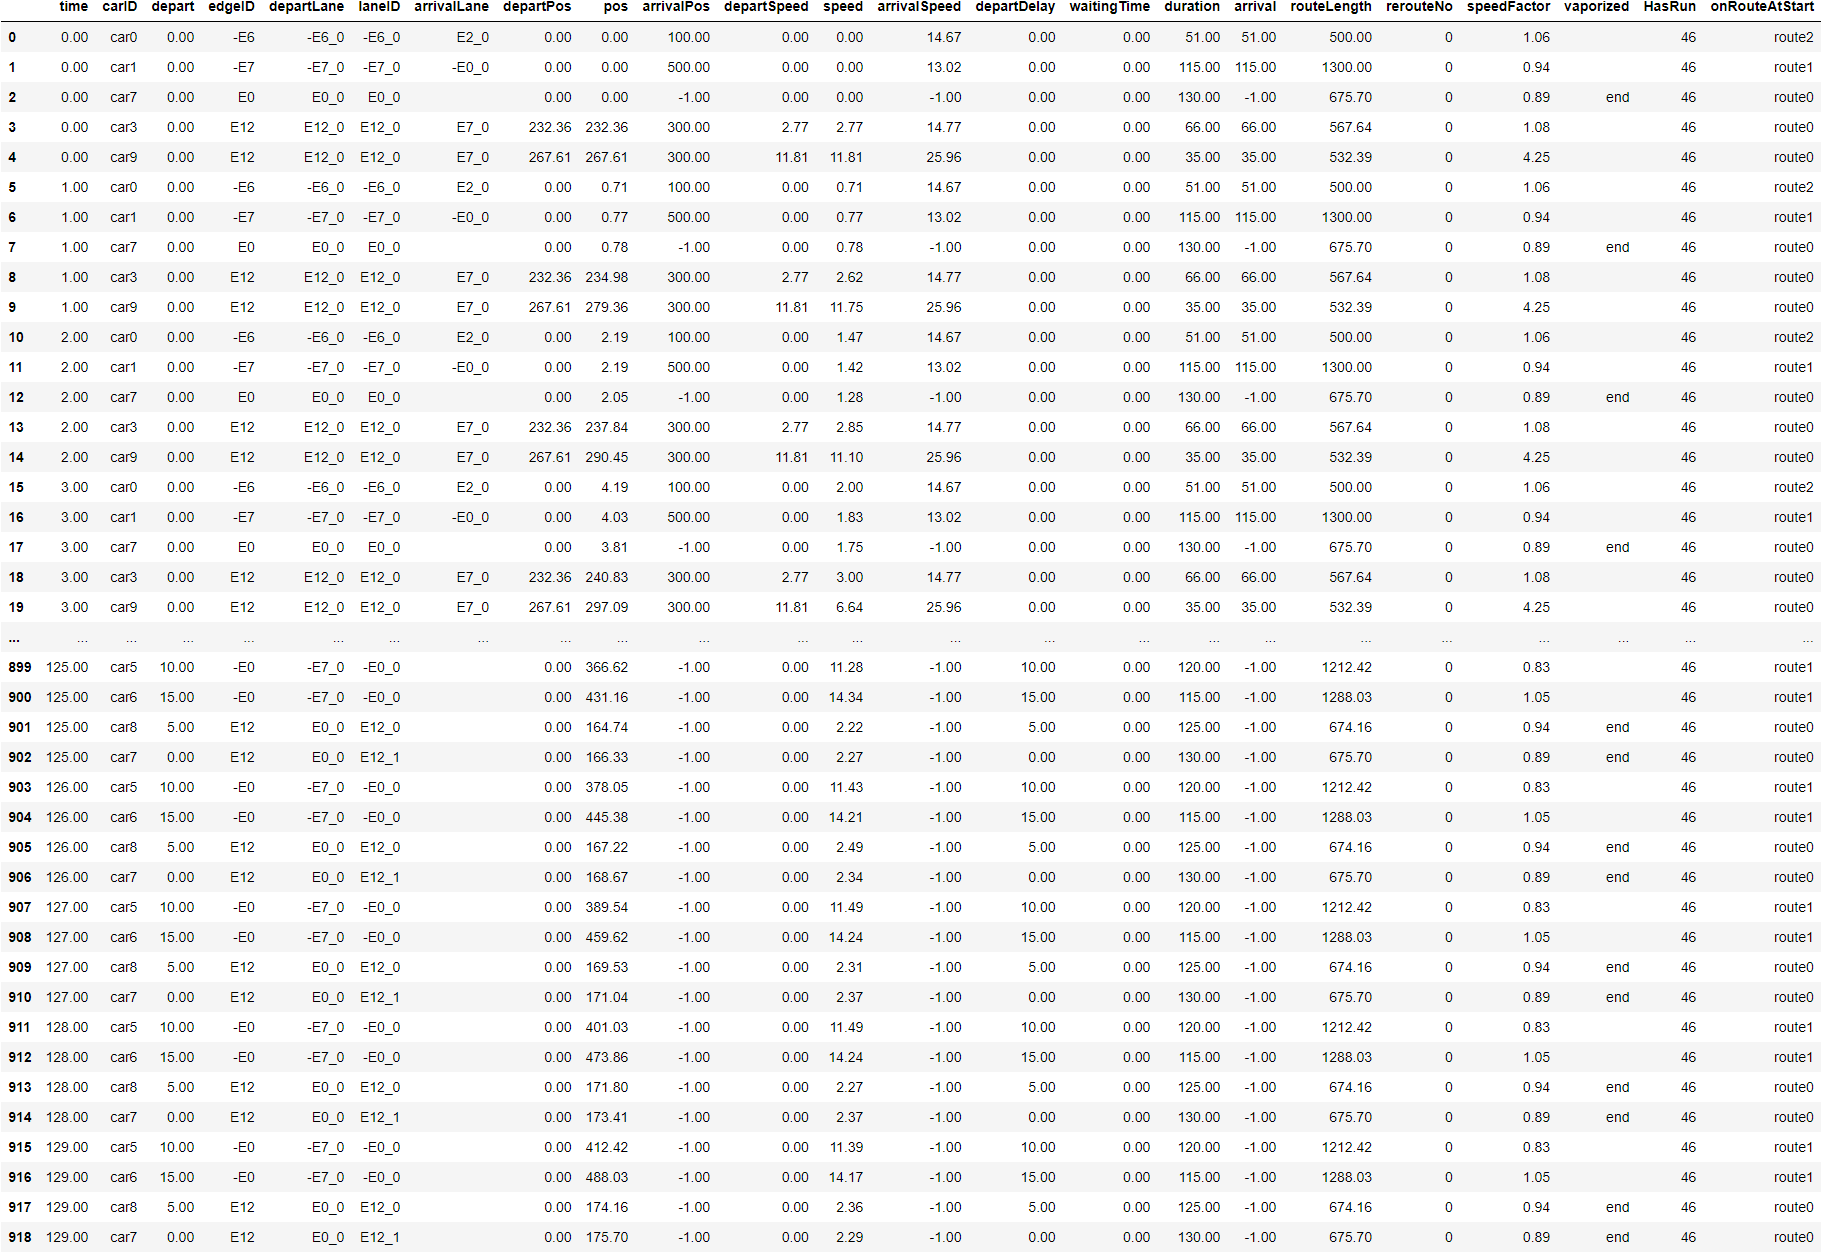 time carID depart edgeID departLane laneID arrivalLane departPos pos arrivalPos departSpeed speed arrivalSpeed departDelay waitingTime duration arrival routeLength rerouteNo speedFactor vaporized HasRun onRouteAtStart
0 0.00 car0 0.00 -E6 -E6_0 -E6_0 E2_0 0.00 0.00 100.00 0.00 0.00 14.67 0.00 0.00 51.00 51.00 500.00 0 1.06 46 route2
1 0.00 car1 0.00 -E7 -E7_0 -E7_0 -E0_0 0.00 0.00 500.00 0.00 0.00 13.02 0.00 0.00 115.00 115.00 1300.00 0 0.94 46 route1
2 0.00 car7 0.00 E0 E0_0 E0_0 0.00 0.00 -1.00 0.00 0.00 -1.00 0.00 0.00 130.00 -1.00 675.70 0 0.89 end 46 route0
3 0.00 car3 0.00 E12 E12_0 E12_0 E7_0 232.36 232.36 300.00 2.77 2.77 14.77 0.00 0.00 66.00 66.00 567.64 0 1.08 46 route0
4 0.00 car9 0.00 E12 E12_0 E12_0 E7_0 267.61 267.61 300.00 11.81 11.81 25.96 0.00 0.00 35.00 35.00 532.39 0 4.25 46 route0
5 1.00 car0 0.00 -E6 -E6_0 -E6_0 E2_0 0.00 0.71 100.00 0.00 0.71 14.67 0.00 0.00 51.00 51.00 500.00 0 1.06 46 route2
6 1.00 car1 0.00 -E7 -E7_0 -E7_0 -E0_0 0.00 0.77 500.00 0.00 0.77 13.02 0.00 0.00 115.00 115.00 1300.00 0 0.94 46 route1
7 1.00 car7 0.00 E0 E0_0 E0_0 0.00 0.78 -1.00 0.00 0.78 -1.00 0.00 0.00 130.00 -1.00 675.70 0 0.89 end 46 route0
8 1.00 car3 0.00 E12 E12_0 E12_0 E7_0 232.36 234.98 300.00 2.77 2.62 14.77 0.00 0.00 66.00 66.00 567.64 0 1.08 46 route0
9 1.00 car9 0.00 E12 E12_0 E12_0 E7_0 267.61 279.36 300.00 11.81 11.75 25.96 0.00 0.00 35.00 35.00 532.39 0 4.25 46 route0
10 2.00 car0 0.00 -E6 -E6_0 -E6_0 E2_0 0.00 2.19 100.00 0.00 1.47 14.67 0.00 0.00 51.00 51.00 500.00 0 1.06 46 route2
11 2.00 car1 0.00 -E7 -E7_0 -E7_0 -E0_0 0.00 2.19 500.00 0.00 1.42 13.02 0.00 0.00 115.00 115.00 1300.00 0 0.94 46 route1
12 2.00 car7 0.00 E0 E0_0 E0_0 0.00 2.05 -1.00 0.00 1.28 -1.00 0.00 0.00 130.00 -1.00 675.70 0 0.89 end 46 route0
13 2.00 car3 0.00 E12 E12_0 E12_0 E7_0 232.36 237.84 300.00 2.77 2.85 14.77 0.00 0.00 66.00 66.00 567.64 0 1.08 46 route0
14 2.00 car9 0.00 E12 E12_0 E12_0 E7_0 267.61 290.45 300.00 11.81 11.10 25.96 0.00 0.00 35.00 35.00 532.39 0 4.25 46 route0
15 3.00 car0 0.00 -E6 -E6_0 -E6_0 E2_0 0.00 4.19 100.00 0.00 2.00 14.67 0.00 0.00 51.00 51.00 500.00 0 1.06 46 route2
16 3.00 car1 0.00 -E7 -E7_0 -E7_0 -E0_0 0.00 4.03 500.00 0.00 1.83 13.02 0.00 0.00 115.00 115.00 1300.00 0 0.94 46 route1
17 3.00 car7 0.00 E0 E0_0 E0_0 0.00 3.81 -1.00 0.00 1.75 -1.00 0.00 0.00 130.00 -1.00 675.70 0 0.89 end 46 route0
18 3.00 car3 0.00 E12 E12_0 E12_0 E7_0 232.36 240.83 300.00 2.77 3.00 14.77 0.00 0.00 66.00 66.00 567.64 0 1.08 46 route0
19 3.00 car9 0.00 E12 E12_0 E12_0 E7_0 267.61 297.09 300.00 11.81 6.64 25.96 0.00 0.00 35.00 35.00 532.39 0 4.25 46 route0
... ... ... ... ... ... ... ... ... ... ... ... ... ... ... ... ... ... ... ... ... ... ... ...
899 125.00 car5 10.00 -E0 -E7_0 -E0_0 0.00 366.62 -1.00 0.00 11.28 -1.00 10.00 0.00 120.00 -1.00 1212.42 0 0.83 46 route1
900 125.00 car6 15.00 -E0 -E7_0 -E0_0 0.00 431.16 -1.00 0.00 14.34 -1.00 15.00 0.00 115.00 -1.00 1288.03 0 1.05 46 route1
901 125.00 car8 5.00 E12 E0_0 E12_0 0.00 164.74 -1.00 0.00 2.22 -1.00 5.00 0.00 125.00 -1.00 674.16 0 0.94 end 46 route0
902 125.00 car7 0.00 E12 E0_0 E12_1 0.00 166.33 -1.00 0.00 2.27 -1.00 0.00 0.00 130.00 -1.00 675.70 0 0.89 end 46 route0
903 126.00 car5 10.00 -E0 -E7_0 -E0_0 0.00 378.05 -1.00 0.00 11.43 -1.00 10.00 0.00 120.00 -1.00 1212.42 0 0.83 46 route1
904 126.00 car6 15.00 -E0 -E7_0 -E0_0 0.00 445.38 -1.00 0.00 14.21 -1.00 15.00 0.00 115.00 -1.00 1288.03 0 1.05 46 route1
905 126.00 car8 5.00 E12 E0_0 E12_0 0.00 167.22 -1.00 0.00 2.49 -1.00 5.00 0.00 125.00 -1.00 674.16 0 0.94 end 46 route0
906 126.00 car7 0.00 E12 E0_0 E12_1 0.00 168.67 -1.00 0.00 2.34 -1.00 0.00 0.00 130.00 -1.00 675.70 0 0.89 end 46 route0
907 127.00 car5 10.00 -E0 -E7_0 -E0_0 0.00 389.54 -1.00 0.00 11.49 -1.00 10.00 0.00 120.00 -1.00 1212.42 0 0.83 46 route1
908 127.00 car6 15.00 -E0 -E7_0 -E0_0 0.00 459.62 -1.00 0.00 14.24 -1.00 15.00 0.00 115.00 -1.00 1288.03 0 1.05 46 route1
909 127.00 car8 5.00 E12 E0_0 E12_0 0.00 169.53 -1.00 0.00 2.31 -1.00 5.00 0.00 125.00 -1.00 674.16 0 0.94 end 46 route0
910 127.00 car7 0.00 E12 E0_0 E12_1 0.00 171.04 -1.00 0.00 2.37 -1.00 0.00 0.00 130.00 -1.00 675.70 0 0.89 end 46 route0
911 128.00 car5 10.00 -E0 -E7_0 -E0_0 0.00 401.03 -1.00 0.00 11.49 -1.00 10.00 0.00 120.00 -1.00 1212.42 0 0.83 46 route1
912 128.00 car6 15.00 -E0 -E7_0 -E0_0 0.00 473.86 -1.00 0.00 14.24 -1.00 15.00 0.00 115.00 -1.00 1288.03 0 1.05 46 route1
913 128.00 car8 5.00 E12 E0_0 E12_0 0.00 171.80 -1.00 0.00 2.27 -1.00 5.00 0.00 125.00 -1.00 674.16 0 0.94 end 46 route0
914 128.00 car7 0.00 E12 E0_0 E12_1 0.00 173.41 -1.00 0.00 2.37 -1.00 0.00 0.00 130.00 -1.00 675.70 0 0.89 end 46 route0
915 129.00 car5 10.00 -E0 -E7_0 -E0_0 0.00 412.42 -1.00 0.00 11.39 -1.00 10.00 0.00 120.00 -1.00 1212.42 0 0.83 46 route1
916 129.00 car6 15.00 -E0 -E7_0 -E0_0 0.00 488.03 -1.00 0.00 14.17 -1.00 15.00 0.00 115.00 -1.00 1288.03 0 1.05 46 route1
917 129.00 car8 5.00 E12 E0_0 E12_0 0.00 174.16 -1.00 0.00 2.36 -1.00 5.00 0.00 125.00 -1.00 674.16 0 0.94 end 46 route0
918 129.00 car7 0.00 E12 E0_0 E12_1 0.00 175.70 -1.00 0.00 2.29 -1.00 0.00 0.00 130.00 -1.00 675.70 0 0.89 end 46 route0